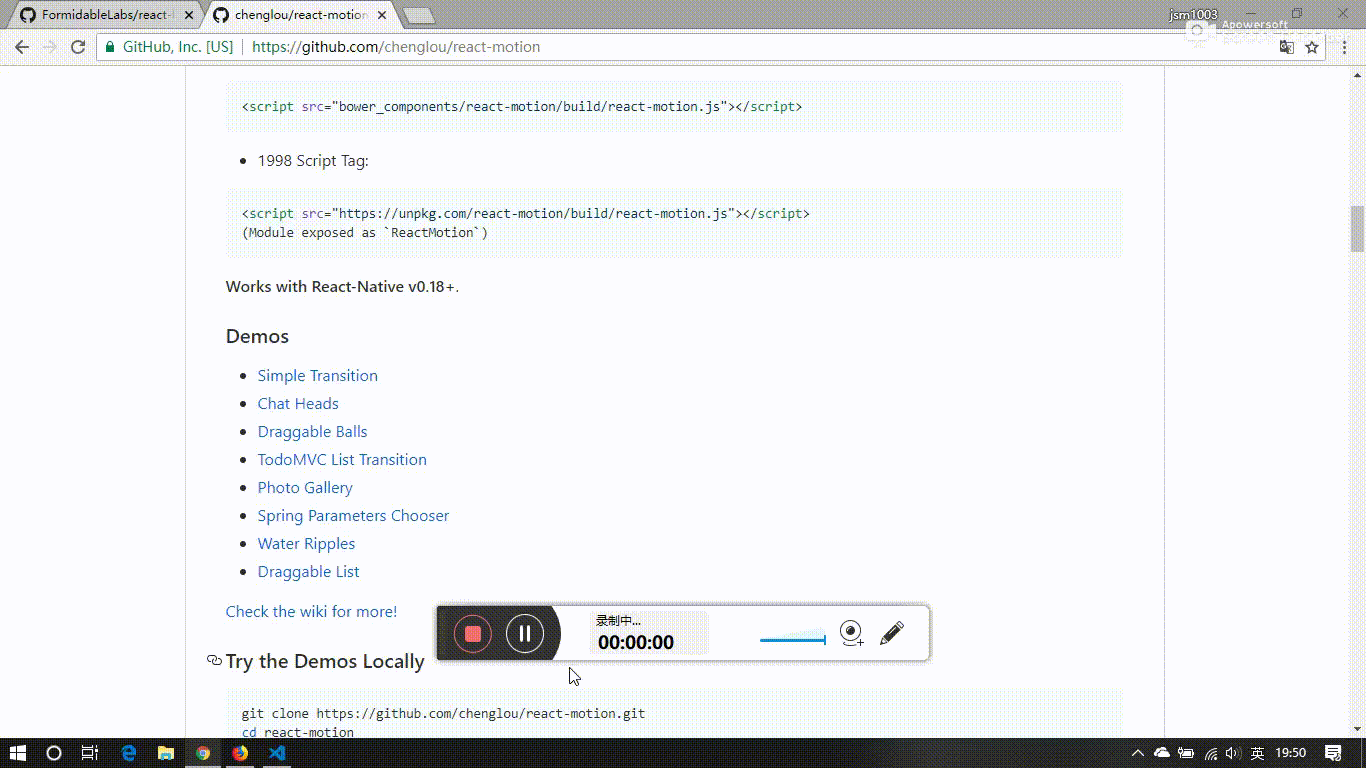 FormidableLabs/react-
chenglou/react-motion
jsm1003
Apowersoft
GitHub, Inc. [US]
https://github.com/chenglou/react-motion
<script src="bower_components/react-motion/build/react-motion.js"></script>
1998 Script Tag:
<script src="https://unpkg.com/react-motion/build/react-motion.js"></script>
(Module exposed as `ReactMotion`)
Works with React-Native v0.18+.
Demos
Simple Transition
Chat Heads
Draggable Balls
TodoMVC List Transition
Photo Gallery
Spring Parameters Chooser
Water Ripples
Draggable List
Check the wiki for more!
录制中...
00:00:00
Try the Demos Locally
git clone https://github.com/chenglou/react-motion.git
cd react-motion
英
19:50